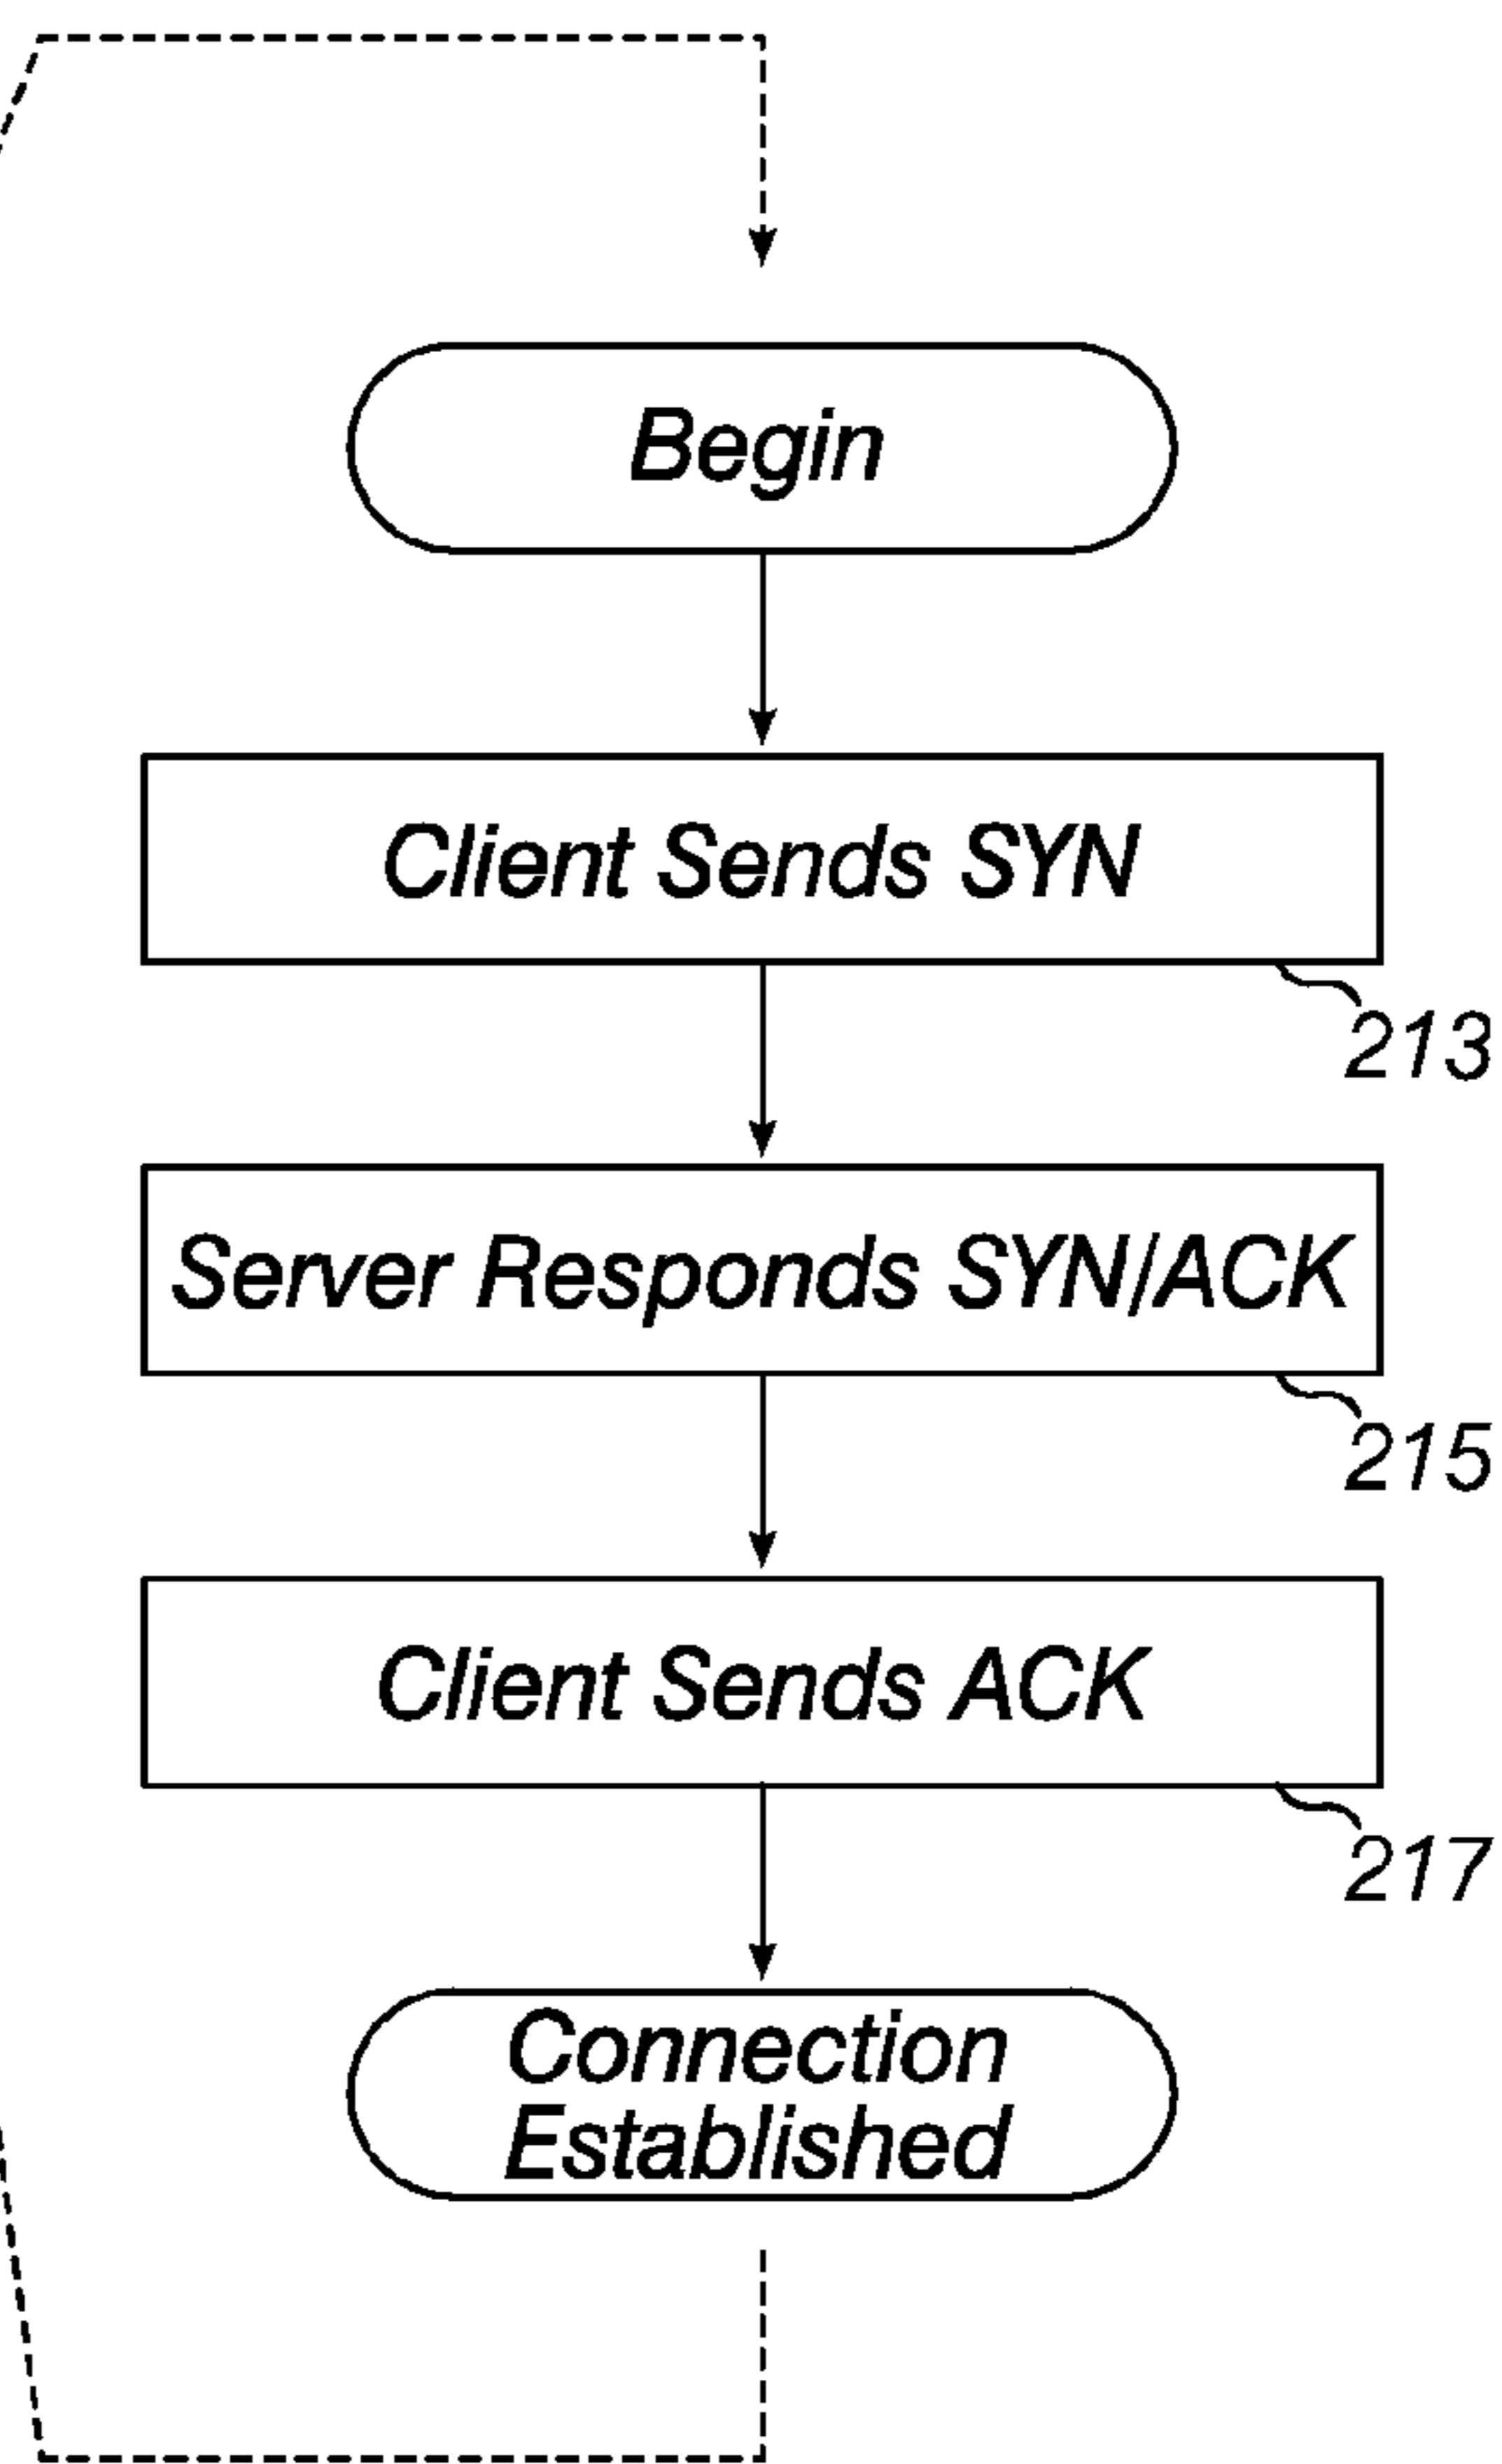 Begin
Client Sends SYN
213
Server Responds SYN/ACK
215
Client Sends ACK
217
Connection
Established